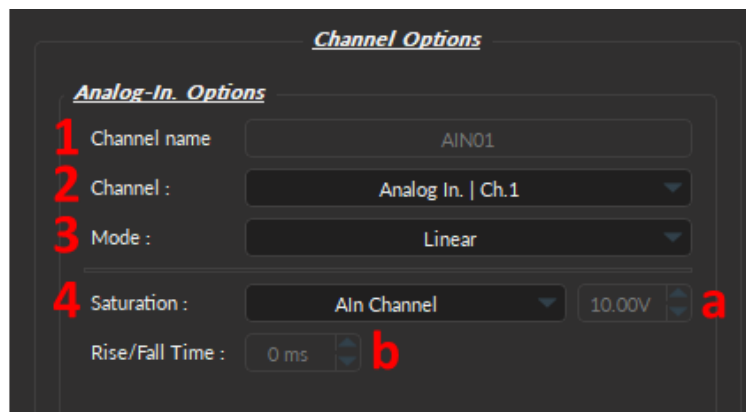 Channel Options
Analog-In. Options
1 Channel name AIN01
2 Channel : Analog In. | Ch.1
3 Mode : Linear
4 Saturation : AIn Channel 10.00V a
Rise/Fall Time : 0 ms b